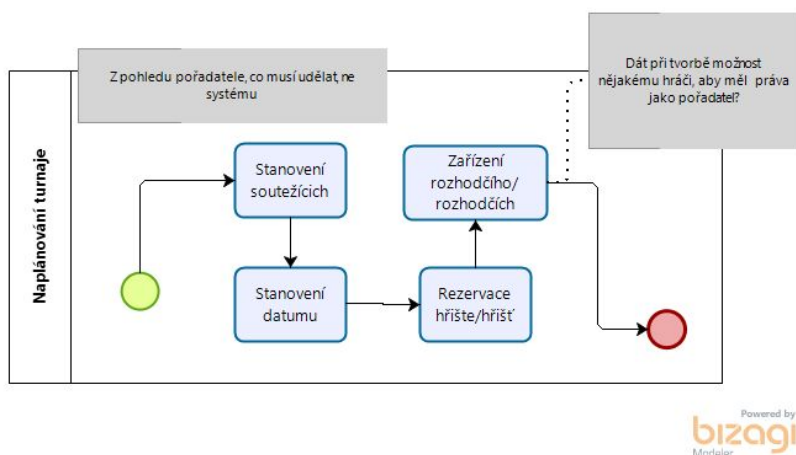 Z pohledu pořadatele, co musí udělat, ne
systému
Dát při tvorbě možnost
nějakému hráči, aby měl práva
jako pořadatel?
Naplánování turnaje
Stanovení
soutežících
Zařízení
rozhodčího/
rozhodčích
Stanovení
datumu
Rezervace
hřište/hřišť
Powered by
bizagi
Modeler